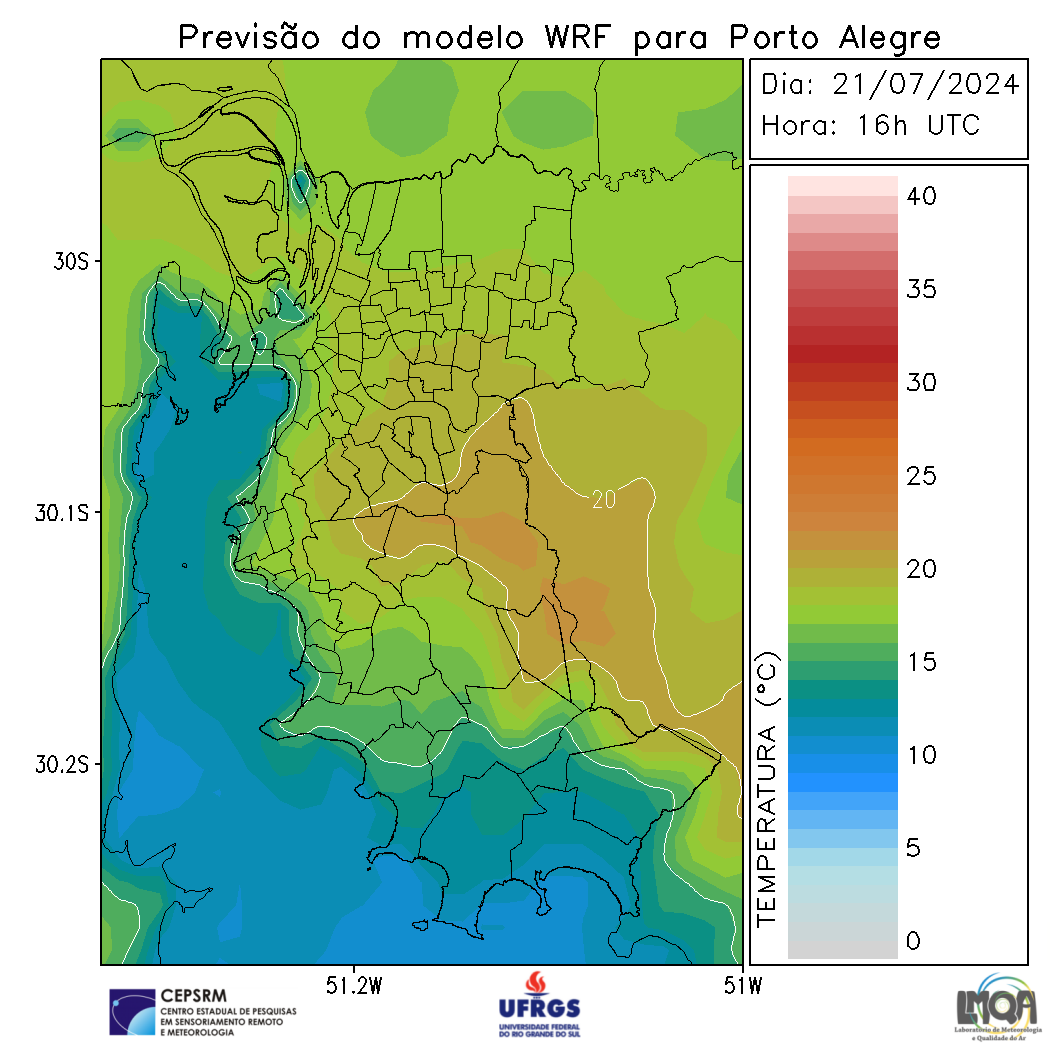 Previsão do modelo WRF para Porto Alegre
Dia: 21/07/2024
Hora: 16h UTC
40
35
30
25
20
15
10
5
0
TEMPERATURA (°C)
30S
30.1S
30.2S
20
51.2W
51W
CEPSRM
CENTRO ESTADUAL DE PESQUISAS
EM SENSORIAMENTO REMOTO
E METEOROLOGIA
UFRGS
UNIVERSIDADE FEDERAL
DO RIO GRANDE DO SUL
LMQA
Laboratório de Meteorologia
e Qualidade do Ar